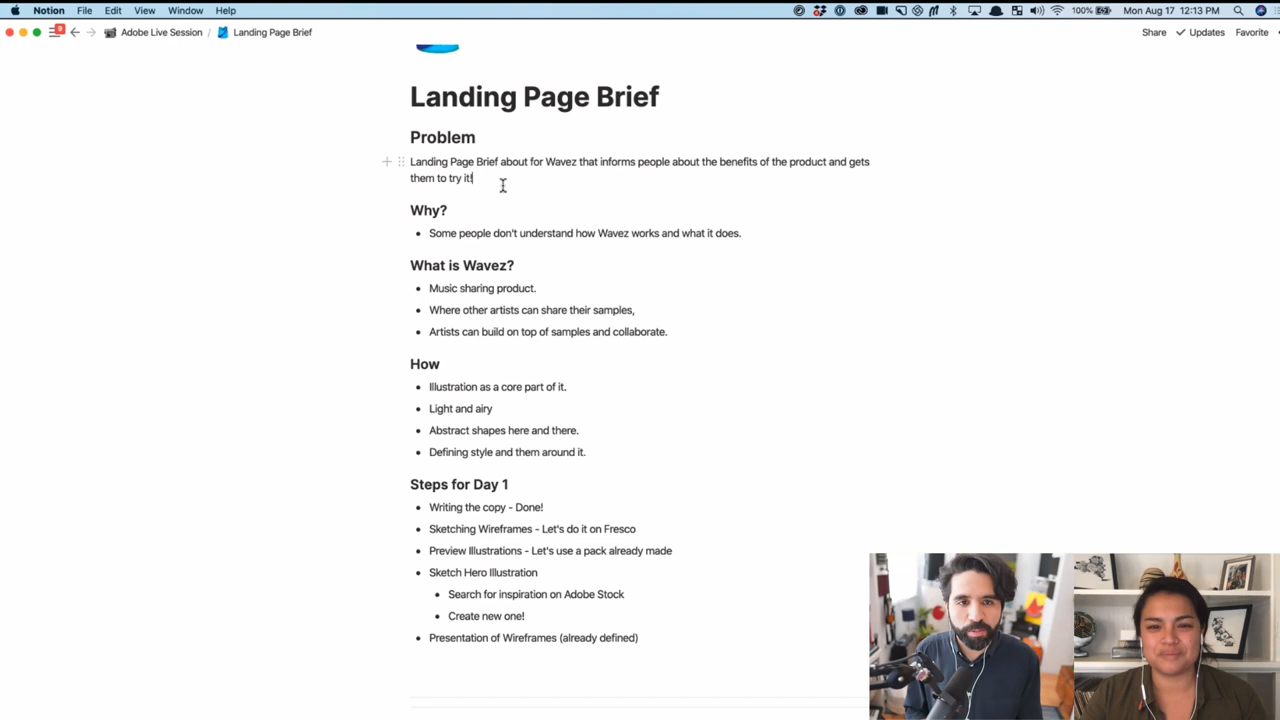 Notion File Edit View Window Help 100% Mon Aug 17 12:13 PM
9 Adobe Live Session / Landing Page Brief Share Updates Favorite
Landing Page Brief
Problem
Landing Page Brief about for Wavez that informs people about the benefits of the product and gets
them to try it!
Why?
• Some people don't understand how Wavez works and what it does.
What is Wavez?
• Music sharing product.
• Where other artists can share their samples,
• Artists can build on top of samples and collaborate.
How
• Illustration as a core part of it.
• Light and airy
• Abstract shapes here and there.
• Defining style and them around it.
Steps for Day 1
• Writing the copy - Done!
• Sketching Wireframes - Let's do it on Fresco
• Preview Illustrations - Let's use a pack already made
• Sketch Hero Illustration
• Search for inspiration on Adobe Stock
• Create new one!
• Presentation of Wireframes (already defined)